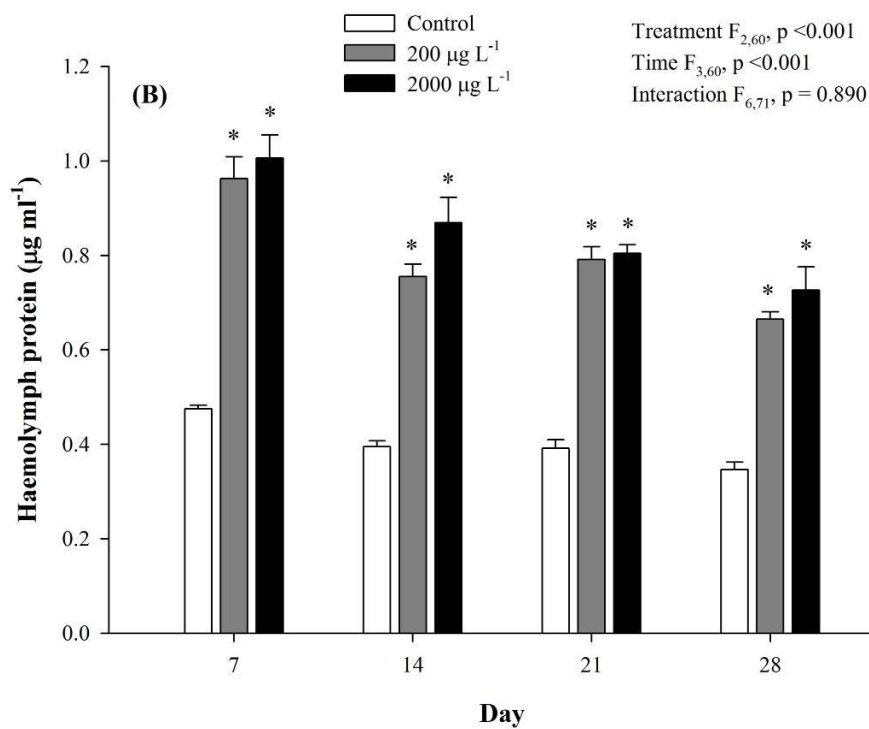 Control
200 μg L⁻¹
2000 μg L⁻¹
Treatment F₂,₆₀, p <0.001
Time F₃,₆₀, p <0.001
Interaction F₆,₇₁, p = 0.890
(B)
Haemolymph protein (μg ml⁻¹)
1.2
1.0
0.8
0.6
0.4
0.2
0.0
* *
* *
* *
* *
7 14 21 28
Day